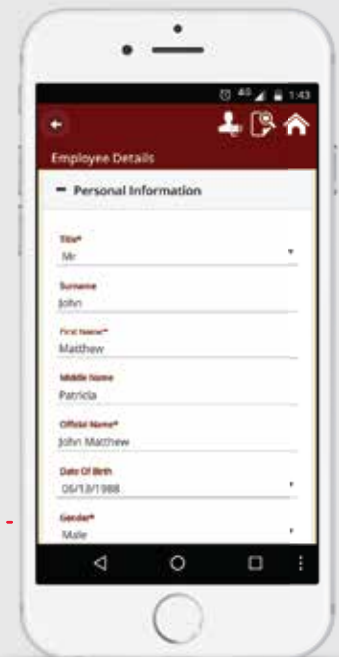 4G 1:43
Employee Details
Personal Information
Title*
Mr
Surname
John
First Name*
Matthew
Middle Name
Patricia
Official Name*
John Matthew
Date Of Birth
06/13/1988
Gender*
Male